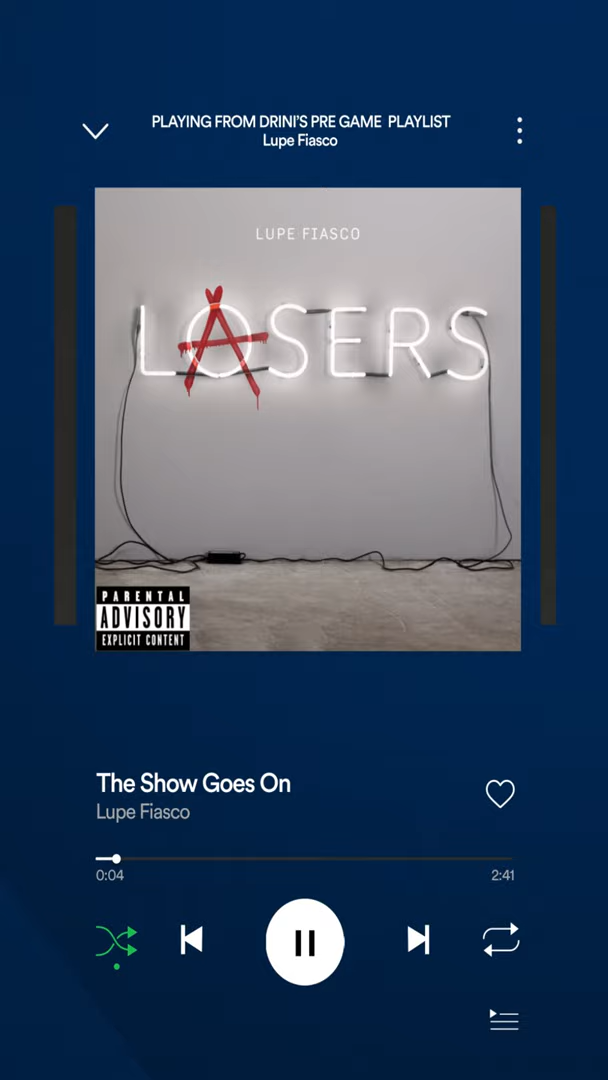 PLAYING FROM DRINI'S PRE GAME PLAYLIST
Lupe Fiasco
LUPE FIASCO
LASERS
PARENTAL
ADVISORY
EXPLICIT CONTENT
The Show Goes On
Lupe Fiasco
0:04
2:41